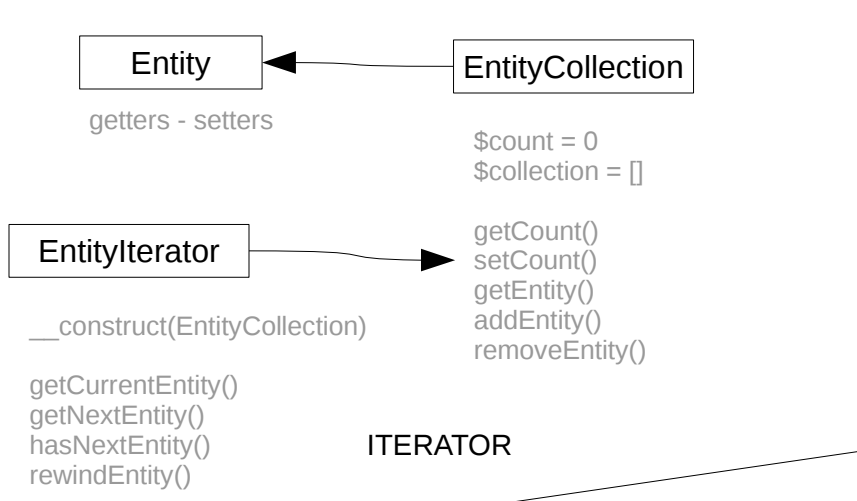 Entity
EntityCollection
getters - setters
$count = 0
$collection = []
getCount()
setCount()
getEntity()
addEntity()
removeEntity()
EntityIterator
__construct(EntityCollection)
getCurrentEntity()
getNextEntity()
hasNextEntity()
rewindEntity()
ITERATOR